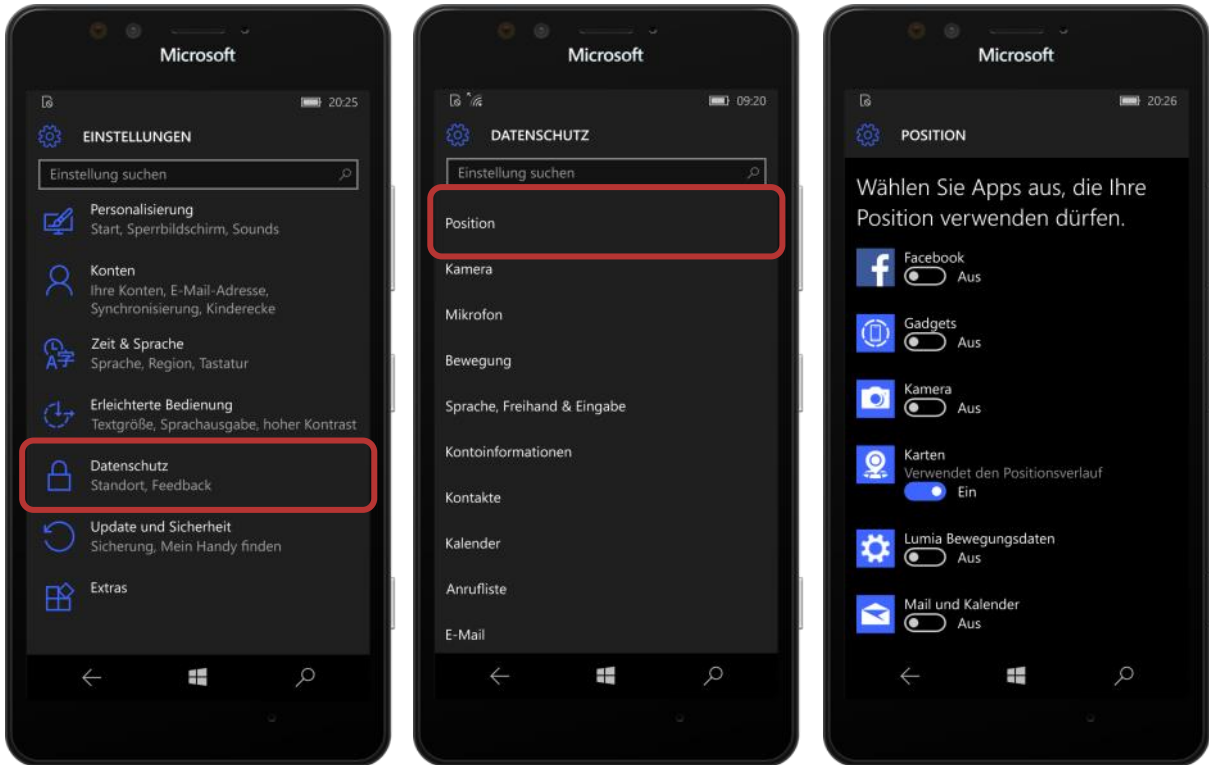 Microsoft
20:25
EINSTELLUNGEN
Einstellung suchen
Personalisierung
Start, Sperrbildschirm, Sounds
Konten
Ihre Konten, E-Mail-Adresse,
Synchronisierung, Kinderecke
Zeit & Sprache
Sprache, Region, Tastatur
Erleichterte Bedienung
Textgröße, Sprachausgabe, hoher Kontrast
Datenschutz
Standort, Feedback
Update und Sicherheit
Sicherung, Mein Handy finden
Extras
Microsoft
09:20
DATENSCHUTZ
Einstellung suchen
Position
Kamera
Mikrofon
Bewegung
Sprache, Freihand & Eingabe
Kontoinformationen
Kontakte
Kalender
Anrufliste
E-Mail
Microsoft
20:26
POSITION
Wählen Sie Apps aus, die Ihre
Position verwenden dürfen.
Facebook
Aus
Gadgets
Aus
Kamera
Aus
Karten
Verwendet den Positionsverlauf
Ein
Lumia Bewegungsdaten
Aus
Mail und Kalender
Aus